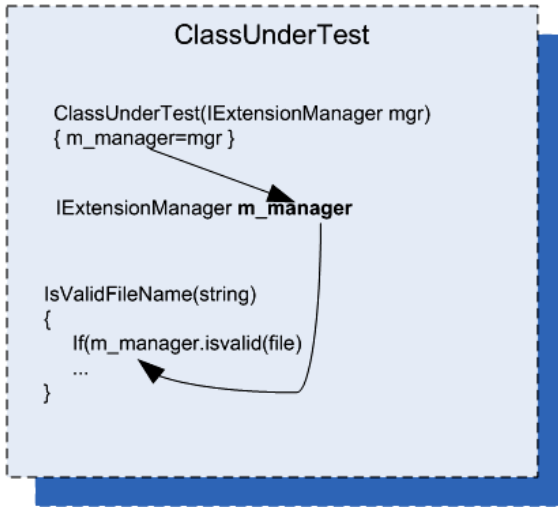 ClassUnderTest
ClassUnderTest(IExtensionManager mgr)
{ m_manager=mgr }
IExtensionManager m_manager
IsValidFileName(string)
{
If(m_manager.isvalid(file)
...
}